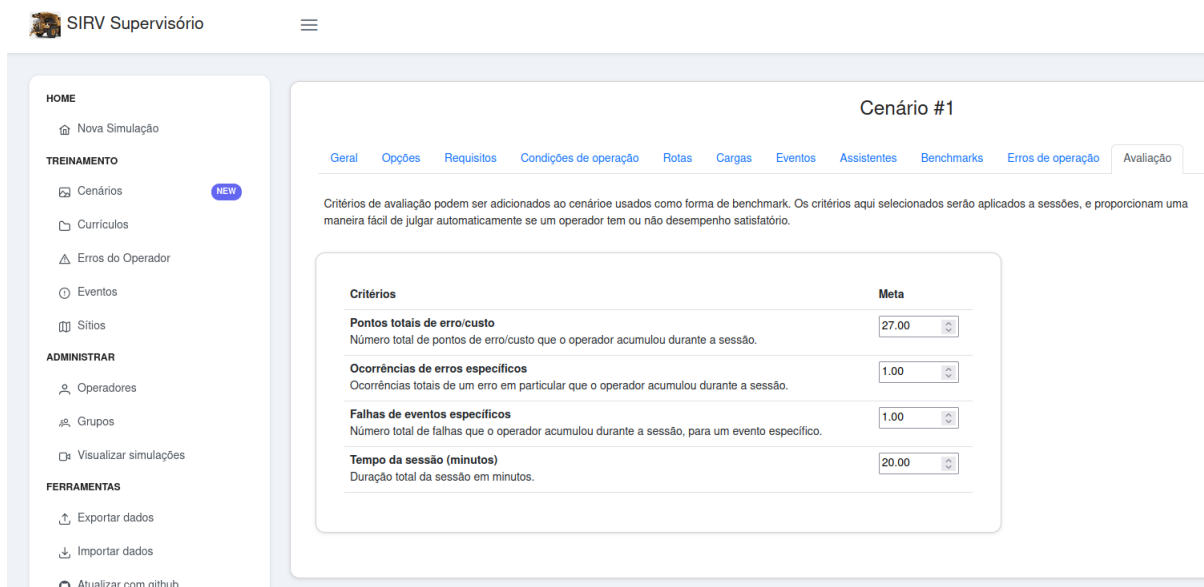 SIRV Supervisório
HOME
Nova Simulação
TREINAMENTO
Cenários NEW
Currículos
Erros do Operador
Eventos
Sítios
ADMINISTRAR
Operadores
Grupos
Visualizar simulações
FERRAMENTAS
Exportar dados
Importar dados
Atualizar com github
Cenário #1
Geral Opções Requisitos Condições de operação Rotas Cargas Eventos Assistentes Benchmarks Erros de operação Avaliação
Critérios de avaliação podem ser adicionados ao cenárioe usados como forma de benchmark. Os critérios aqui selecionados serão aplicados a sessões, e proporcionam uma
maneira fácil de julgar automaticamente se um operador tem ou não desempenho satisfatório.
Critérios Meta
Pontos totais de erro/custo 27.00
Número total de pontos de erro/custo que o operador acumulou durante a sessão.
Ocorrências de erros específicos 1.00
Ocorrências totais de um erro em particular que o operador acumulou durante a sessão.
Falhas de eventos específicos 1.00
Número total de falhas que o operador acumulou durante a sessão, para um evento específico.
Tempo da sessão (minutos) 20.00
Duração total da sessão em minutos.